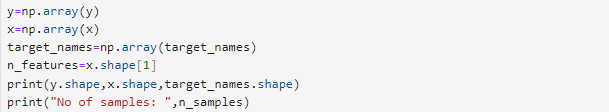 y=np.array(y)
x=np.array(x)
target_names=np.array(target_names)
n_features=x.shape[1]
print(y.shape,x.shape,target_names.shape)
print("No of samples: ",n_samples)